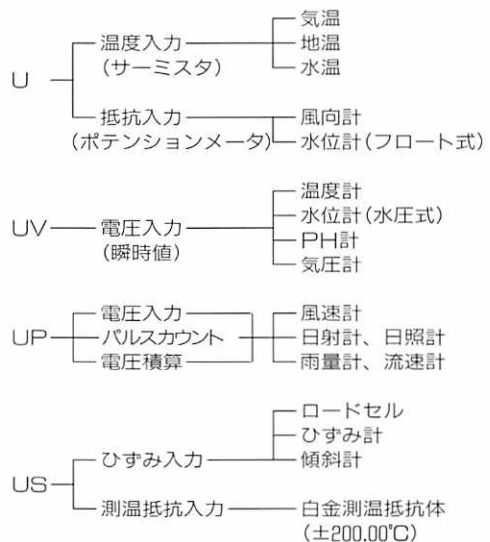 U
温度入力
(サーミスタ)
気温
地温
水温
抵抗入力
(ポテンションメータ)
風向計
水位計(フロート式)
UV
電圧入力
(瞬時値)
温度計
水位計(水圧式)
PH計
気圧計
UP
電圧入力
パルスカウント
電圧積算
風速計
日射計、日照計
雨量計、流速計
US
ひずみ入力
ロードセル
ひずみ計
傾斜計
測温抵抗入力
白金測温抵抗体
(±200.00℃)